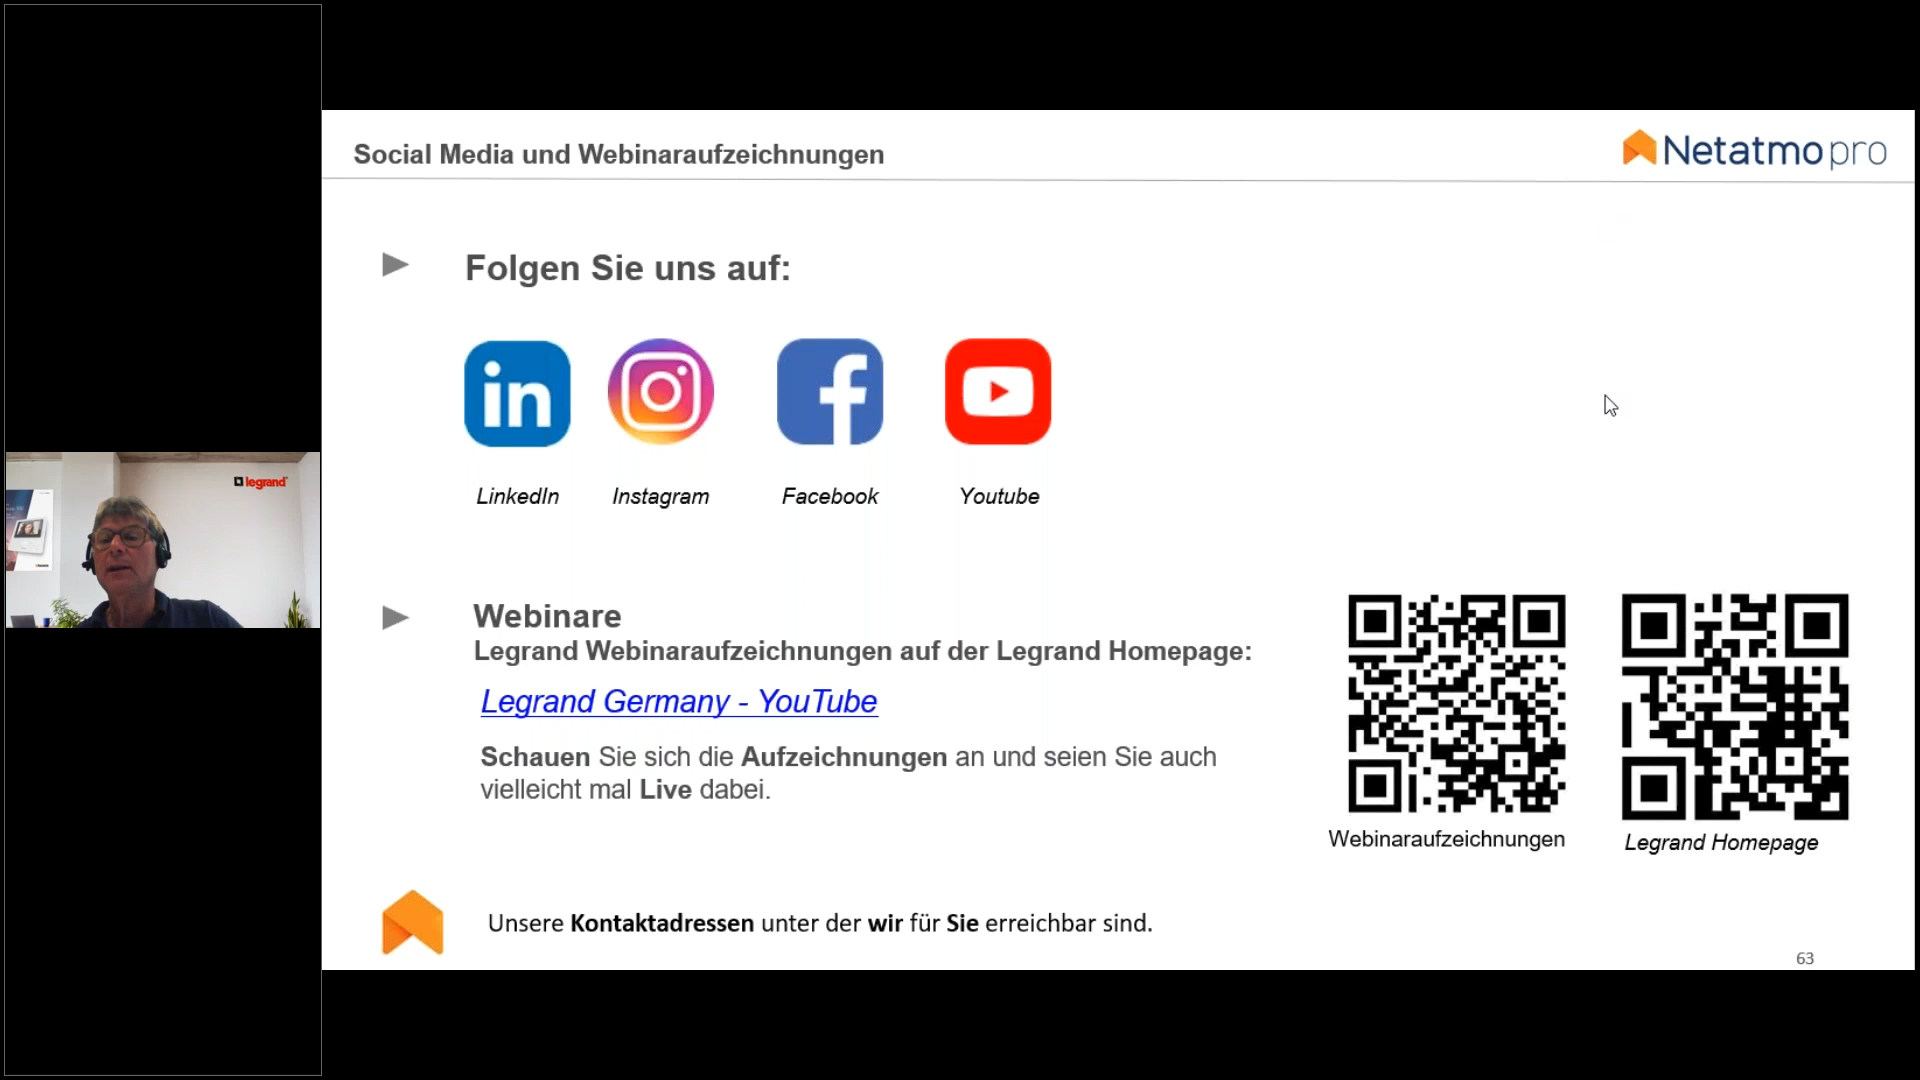 Social Media und Webinaraufzeichnungen
Netatmo pro
Folgen Sie uns auf:
in
f
LinkedIn Instagram Facebook Youtube
legrand
Webinare
Legrand Webinaraufzeichnungen auf der Legrand Homepage:
Legrand Germany - YouTube
Schauen Sie sich die Aufzeichnungen an und seien Sie auch
vielleicht mal Live dabei.
Webinaraufzeichnungen
Legrand Homepage
Unsere Kontaktadressen unter der wir für Sie erreichbar sind.
63